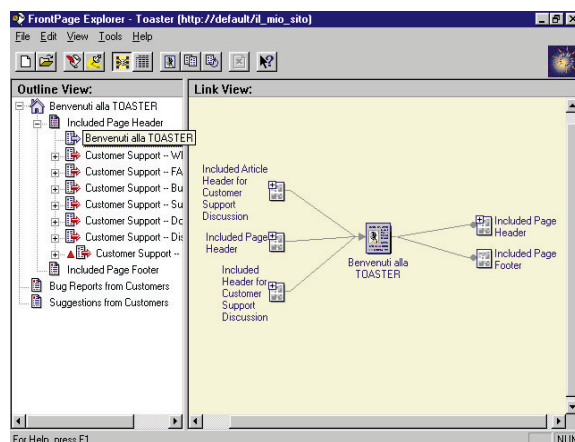 FrontPage Explorer - Toaster (http://default/il_mio_sito)
File Edit View Tools Help
Outline View:
Benvenuti alla TOASTER
Included Page Header
Benvenuti alla TOASTER
Customer Support -- WI
Customer Support -- FA
Customer Support -- Bu
Customer Support -- Su
Customer Support -- Do
Customer Support -- Dis
Customer Support --
Included Page Footer
Bug Reports from Customers
Suggestions from Customers
Link View:
Included Article
Header for
Customer
Support
Discussion
Included Page
Header
Included
Header for
Customer
Support
Discussion
Benvenuti alla
TOASTER
Included Page
Header
Included Page
Footer
For Help, press F1
NUM